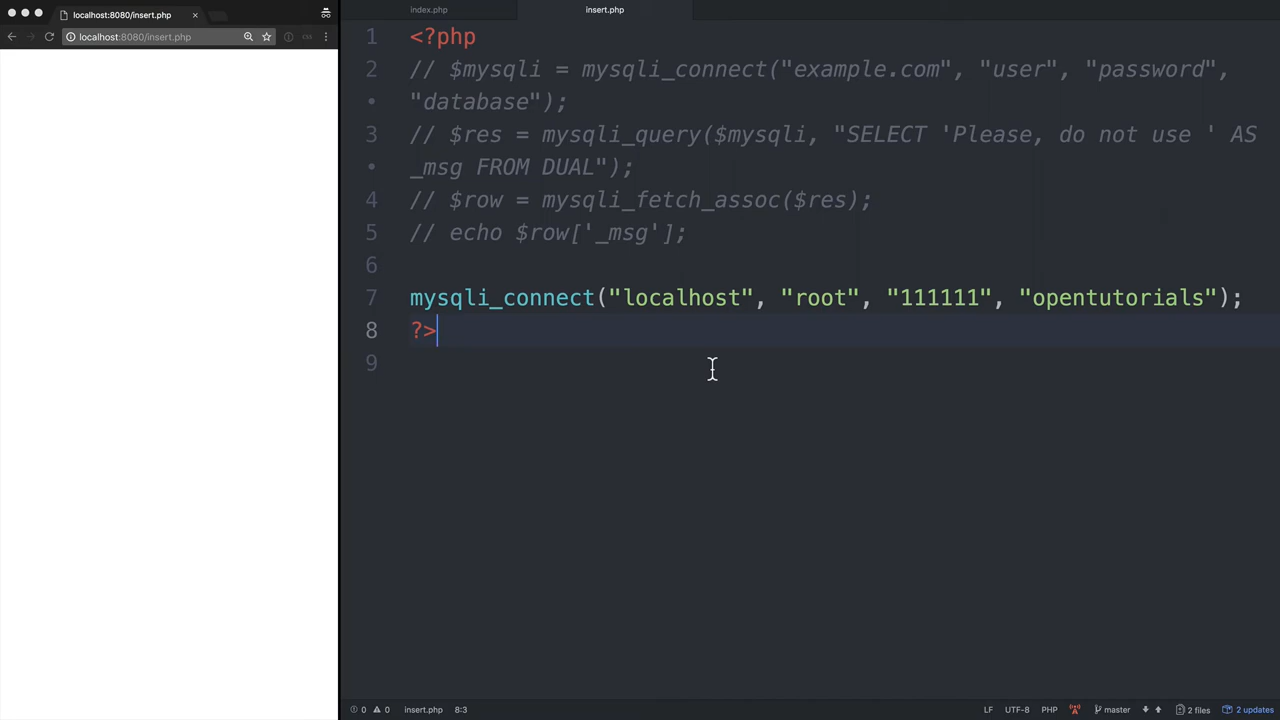 localhost:8080/insert.php
localhost:8080/insert.php
index.php
insert.php
1 <?php
2 // $mysqli = mysqli_connect("example.com", "user", "password",
• "database");
3 // $res = mysqli_query($mysqli, "SELECT 'Please, do not use ' AS
• _msg FROM DUAL");
4 // $row = mysqli_fetch_assoc($res);
5 // echo $row['_msg'];
6
7 mysqli_connect("localhost", "root", "111111", "opentutorials");
8 ?>
9
0 0 insert.php 8:3 LF UTF-8 PHP master 2 files 2 updates